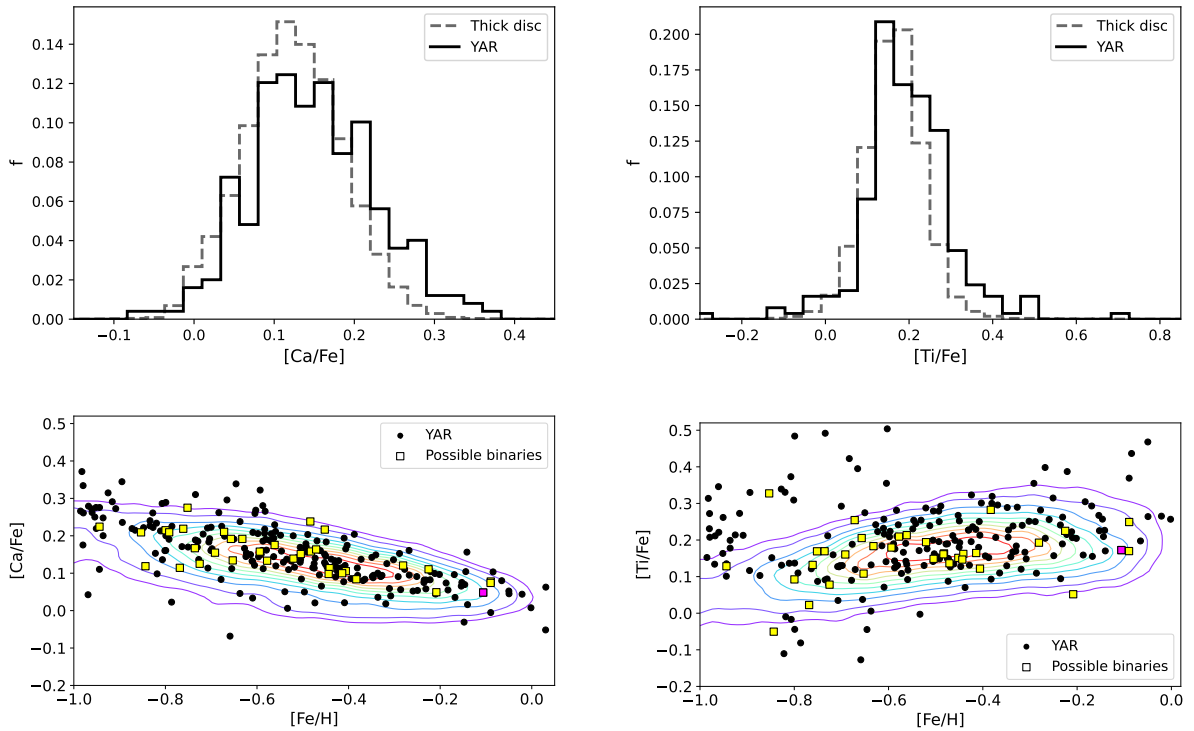 Thick disc
YAR
0.14
0.12
0.10
0.08
0.06
0.04
0.02
0.00
f
−0.1 0.0 0.1 0.2 0.3 0.4
[Ca/Fe]
Thick disc
YAR
0.200
0.175
0.150
0.125
0.100
0.075
0.050
0.025
0.000
f
−0.2 0.0 0.2 0.4 0.6 0.8
[Ti/Fe]
YAR
Possible binaries
0.5
0.4
0.3
0.2
0.1
0.0
−0.1
−0.2
[Ca/Fe]
−1.0 −0.8 −0.6 −0.4 −0.2 0.0
[Fe/H]
YAR
Possible binaries
0.5
0.4
0.3
0.2
0.1
0.0
−0.1
−0.2
[Ti/Fe]
−1.0 −0.8 −0.6 −0.4 −0.2 0.0
[Fe/H]